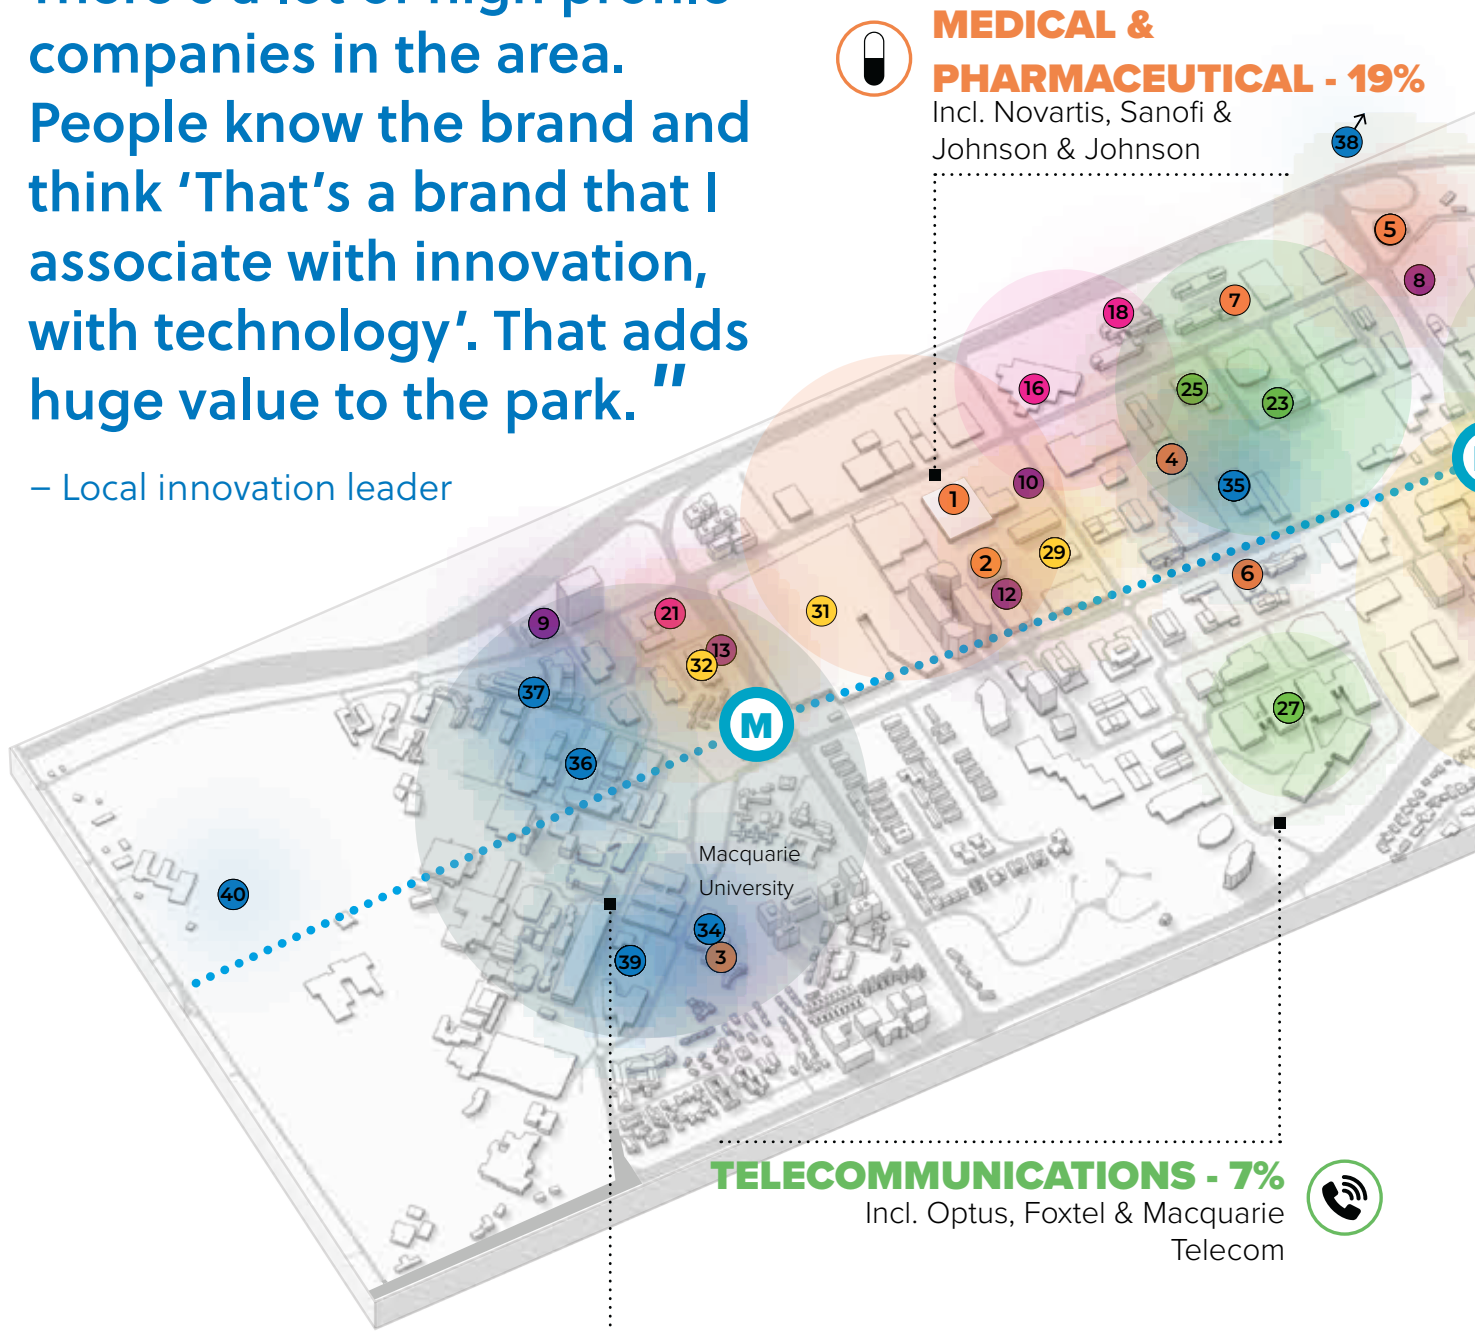 companies in the area.
People know the brand and
think ‘That’s a brand that I
associate with innovation,
with technology’. That adds
huge value to the park. "
– Local innovation leader
MEDICAL &
PHARMACEUTICAL - 19%
Incl. Novartis, Sanofi &
Johnson & Johnson
38
5
8
7
18
16
25
23
4
35
10
1
2
29
12
6
31
21
13
32
9
37
M
27
36
Macquarie
University
40
34
39
3
TELECOMMUNICATIONS - 7%
Incl. Optus, Foxtel & Macquarie
Telecom